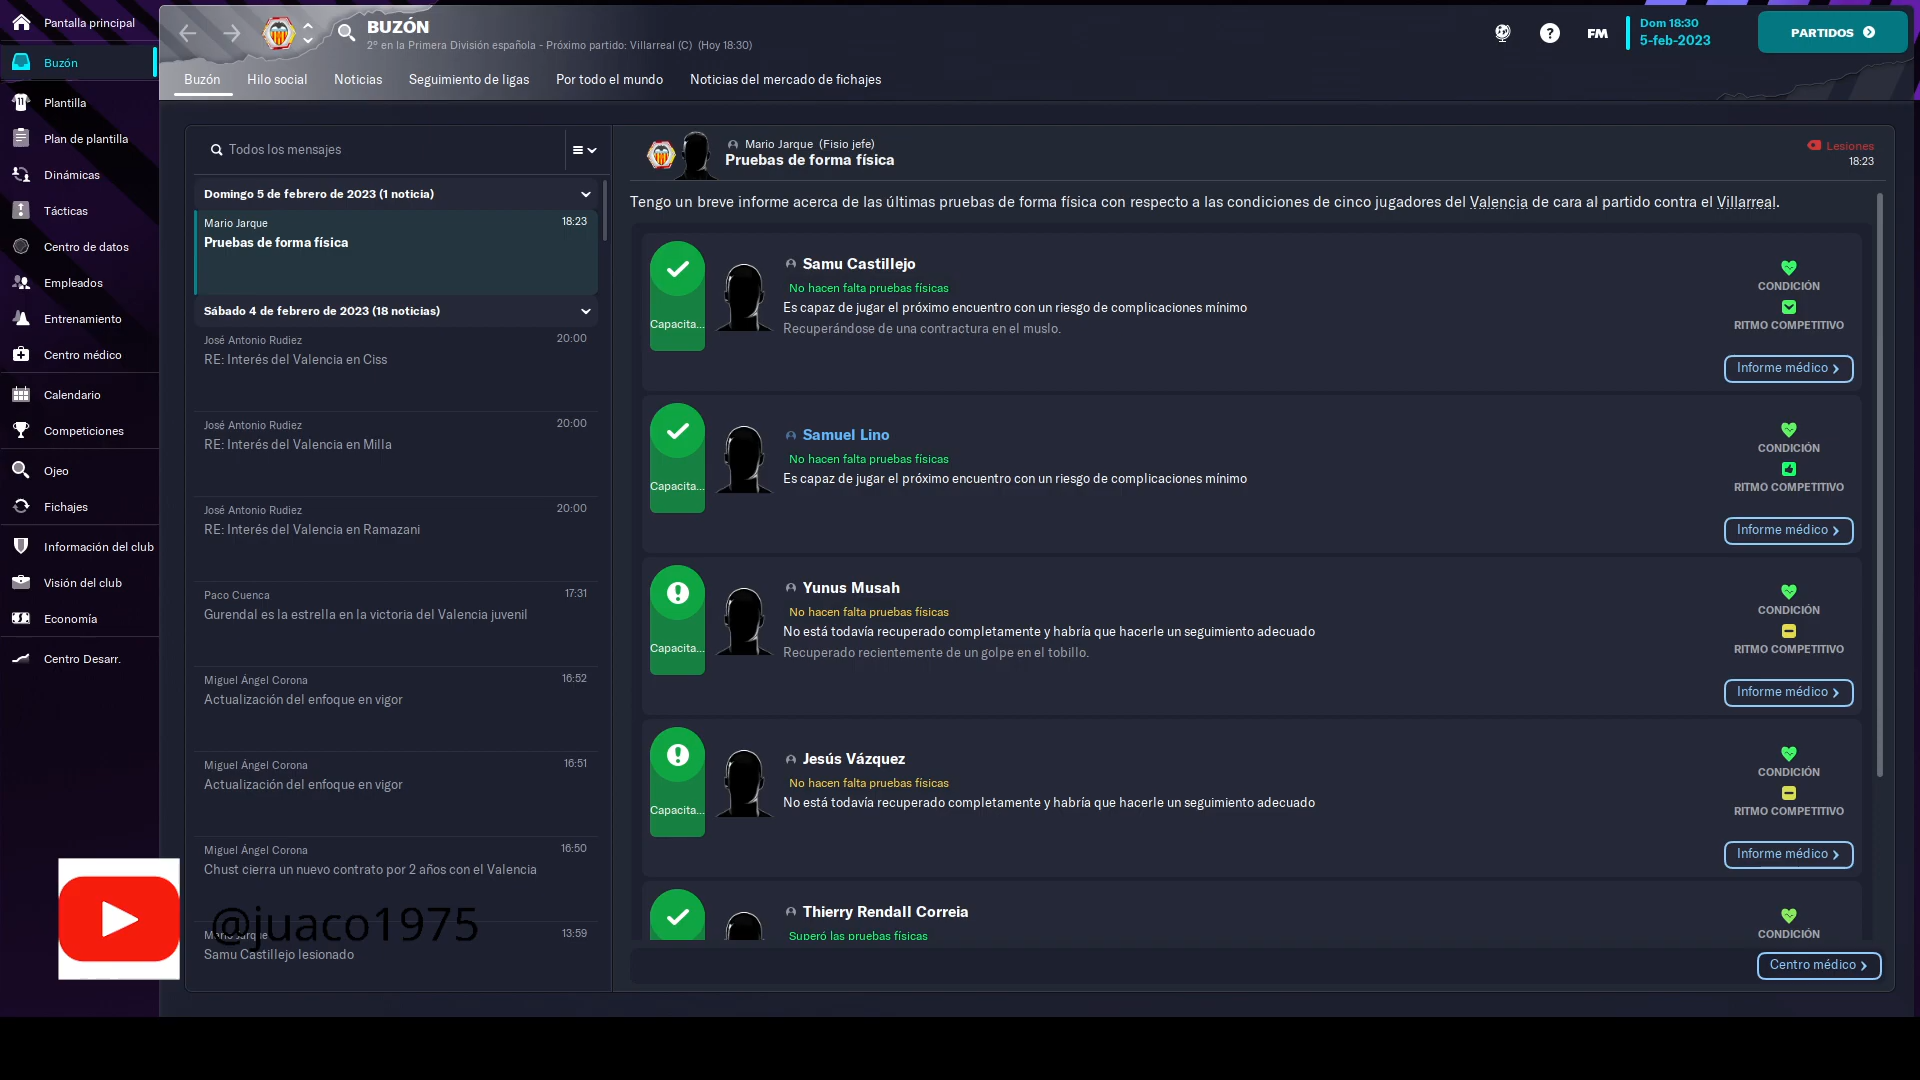 Pantalla principal
Buzón
Plantilla
Plan de plantilla
Dinámicas
Tácticas
Centro de datos
Empleados
Entrenamiento
Centro médico
Calendario
Competiciones
Ojeo
Fichajes
Información del club
Visión del club
Economía
Centro Desarr.
BUZÓN
2º en la Primera División española - Próximo partido: Villarreal (C) (Hoy 18:30)
FM
Dom 18:30
5-feb-2023
PARTIDOS
Buzón Hilo social Noticias Seguimiento de ligas Por todo el mundo Noticias del mercado de fichajes
Todos los mensajes
Domingo 5 de febrero de 2023 (1 noticia)
Mario Jarque 18:23
Pruebas de forma física
Sábado 4 de febrero de 2023 (18 noticias)
José Antonio Rudiez 20:00
RE: Interés del Valencia en Ciss
José Antonio Rudiez 20:00
RE: Interés del Valencia en Milla
José Antonio Rudiez 20:00
RE: Interés del Valencia en Ramazani
Paco Cuenca 17:31
Gurendal es la estrella en la victoria del Valencia juvenil
Miguel Ángel Corona 16:52
Actualización del enfoque en vigor
Miguel Ángel Corona 16:51
Actualización del enfoque en vigor
Miguel Ángel Corona 16:50
Chust cierra un nuevo contrato por 2 años con el Valencia
@juaco1975
Mario Jarque 13:59
Samu Castillejo lesionado
Mario Jarque (Fisio jefe)
Pruebas de forma física
Lesiones
18:23
Tengo un breve informe acerca de las últimas pruebas de forma física con respecto a las condiciones de cinco jugadores del Valencia de cara al partido contra el Villarreal.
Capacita...
Samu Castillejo
No hacen falta pruebas físicas
Es capaz de jugar el próximo encuentro con un riesgo de complicaciones mínimo
Recuperándose de una contractura en el muslo.
CONDICIÓN
RITMO COMPETITIVO
Informe médico
Capacita...
Samuel Lino
No hacen falta pruebas físicas
Es capaz de jugar el próximo encuentro con un riesgo de complicaciones mínimo
CONDICIÓN
RITMO COMPETITIVO
Informe médico
Capacita...
Yunus Musah
No hacen falta pruebas físicas
No está todavía recuperado completamente y habría que hacerle un seguimiento adecuado
Recuperado recientemente de un golpe en el tobillo.
CONDICIÓN
RITMO COMPETITIVO
Informe médico
Capacita...
Jesús Vázquez
No hacen falta pruebas físicas
No está todavía recuperado completamente y habría que hacerle un seguimiento adecuado
CONDICIÓN
RITMO COMPETITIVO
Informe médico
Thierry Rendall Correia
Superó las pruebas físicas
CONDICIÓN
Centro médico